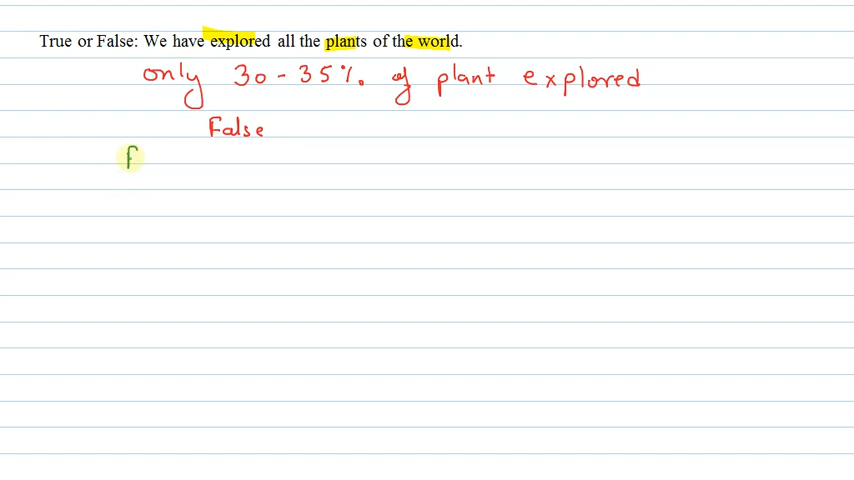 True or False: We have explored all the plants of the world.
only 30 - 35%. of plant explored
False
F